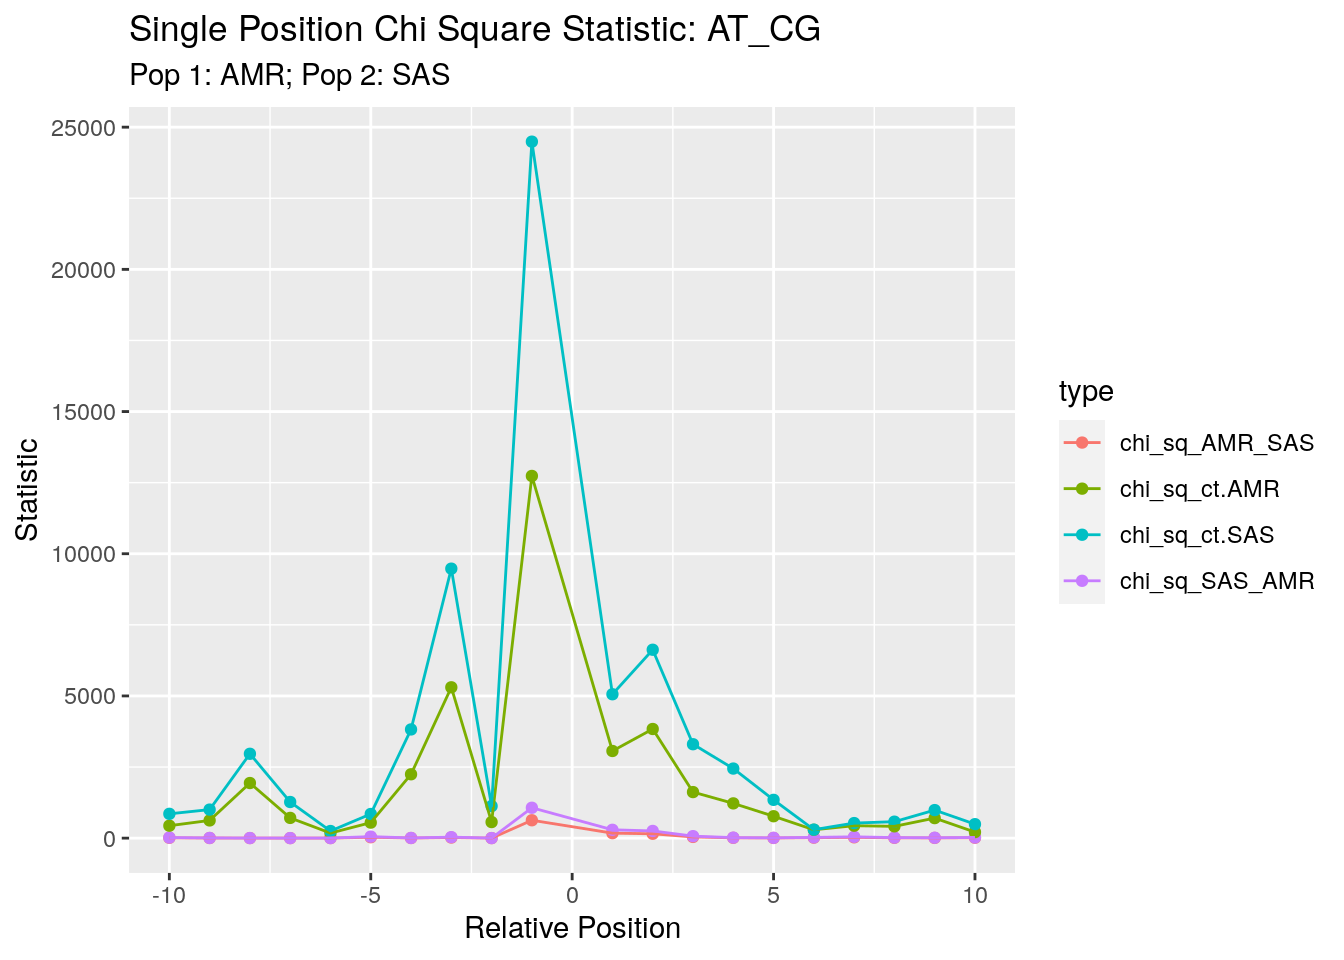 Single Position Chi Square Statistic: AT_CG
Pop 1: AMR; Pop 2: SAS
25000
20000
15000
10000
5000
0
Statistic
-10
-5
0
5
10
Relative Position
type
chi_sq_AMR_SAS
chi_sq_ct.AMR
chi_sq_ct.SAS
chi_sq_SAS_AMR